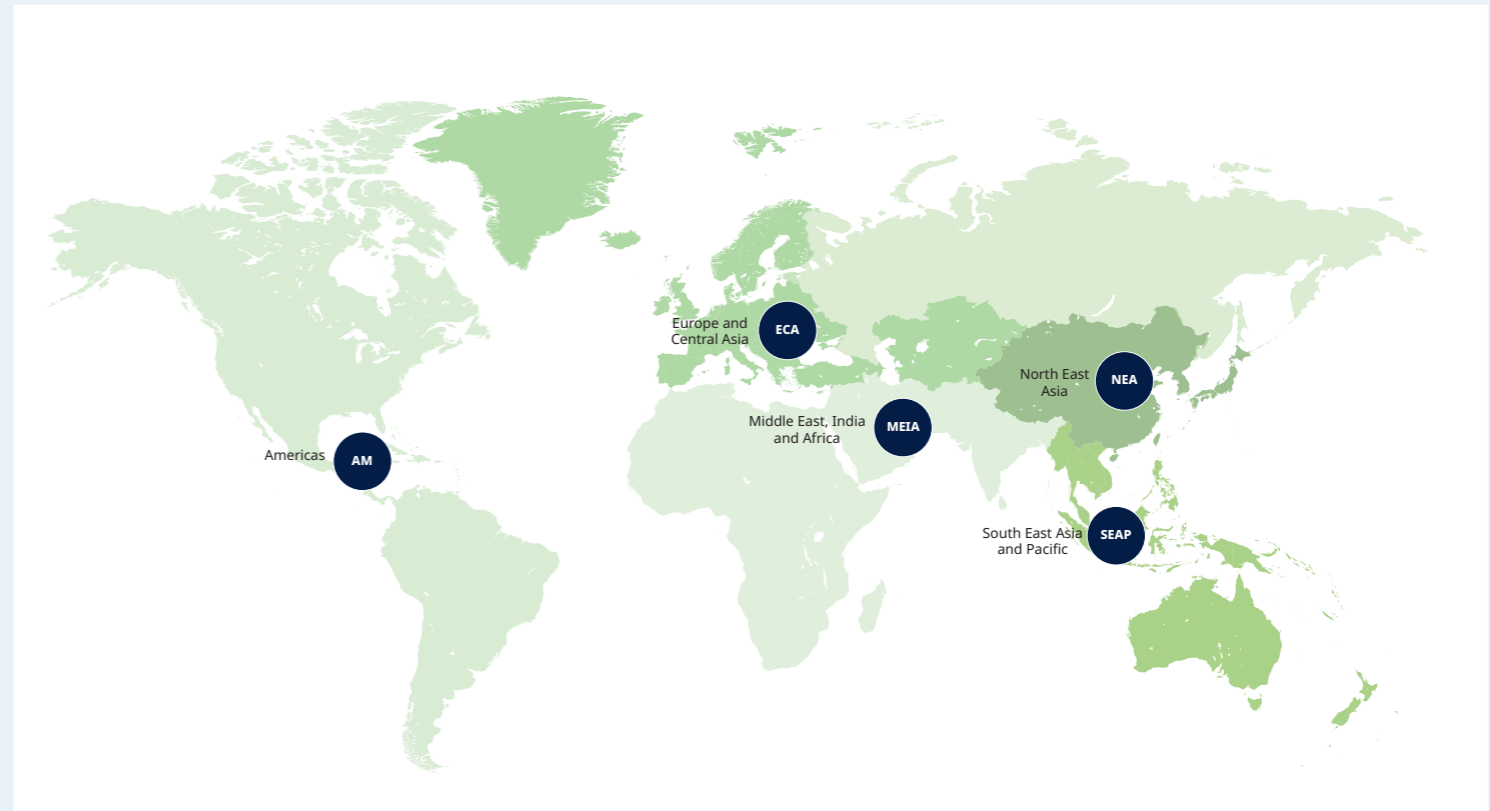 Europe and
Central Asia
ECA
North East
Asia
NEA
Middle East, India
and Africa
MEIA
Americas
AM
South East Asia
and Pacific
SEAP